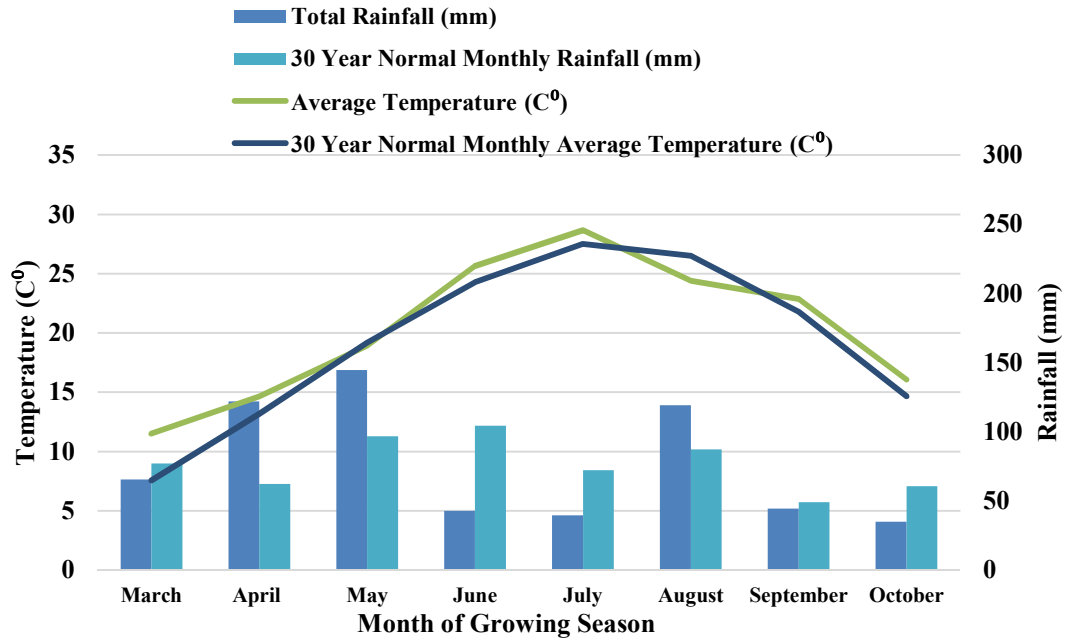 Total Rainfall (mm)
30 Year Normal Monthly Rainfall (mm)
Average Temperature (C⁰)
30 Year Normal Monthly Average Temperature (C⁰)
35
30
25
20
15
10
5
0
Temperature (C⁰)
300
250
200
150
100
50
0
Rainfall (mm)
March April May June July August September October
Month of Growing Season